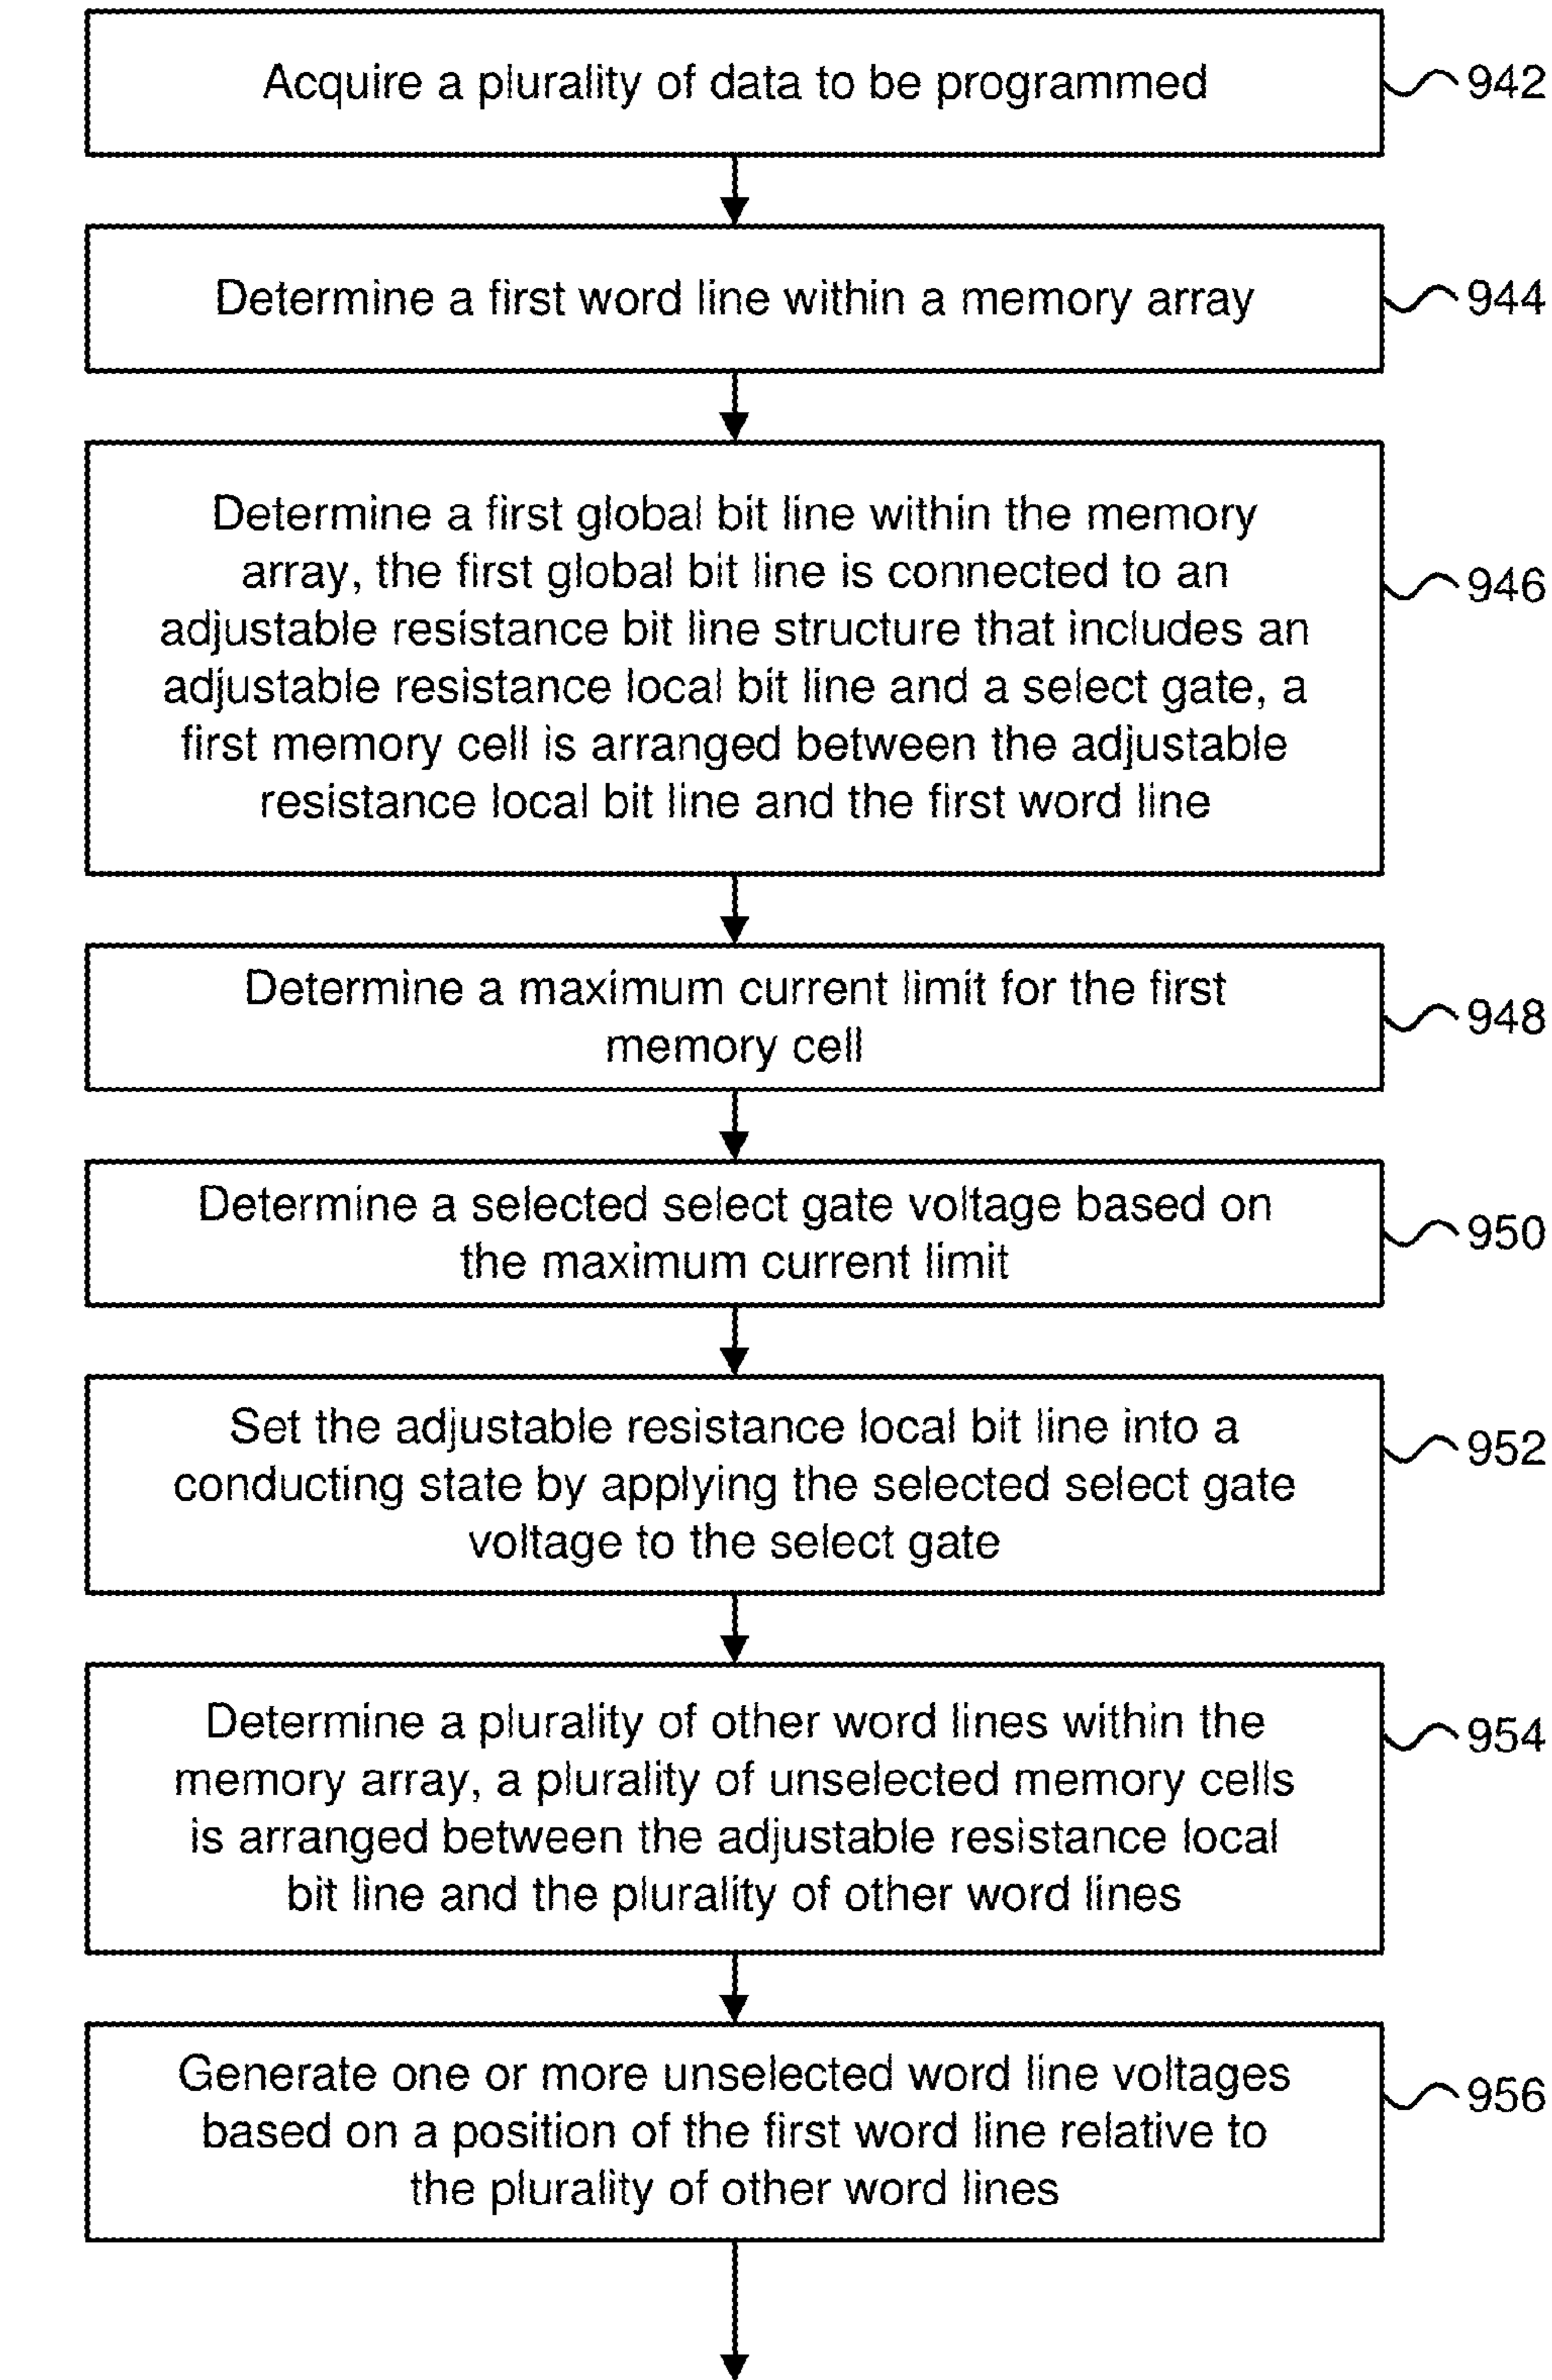 Acquire a plurality of data to be programmed
942
Determine a first word line within a memory array
944
Determine a first global bit line within the memory
array, the first global bit line is connected to an
adjustable resistance bit line structure that includes an
adjustable resistance local bit line and a select gate, a
first memory cell is arranged between the adjustable
resistance local bit line and the first word line
946
Determine a maximum current limit for the first
memory cell
948
Determine a selected select gate voltage based on
the maximum current limit
950
Set the adjustable resistance local bit line into a
conducting state by applying the selected select gate
voltage to the select gate
952
Determine a plurality of other word lines within the
memory array, a plurality of unselected memory cells
is arranged between the adjustable resistance local
bit line and the plurality of other word lines
954
Generate one or more unselected word line voltages
based on a position of the first word line relative to
the plurality of other word lines
956